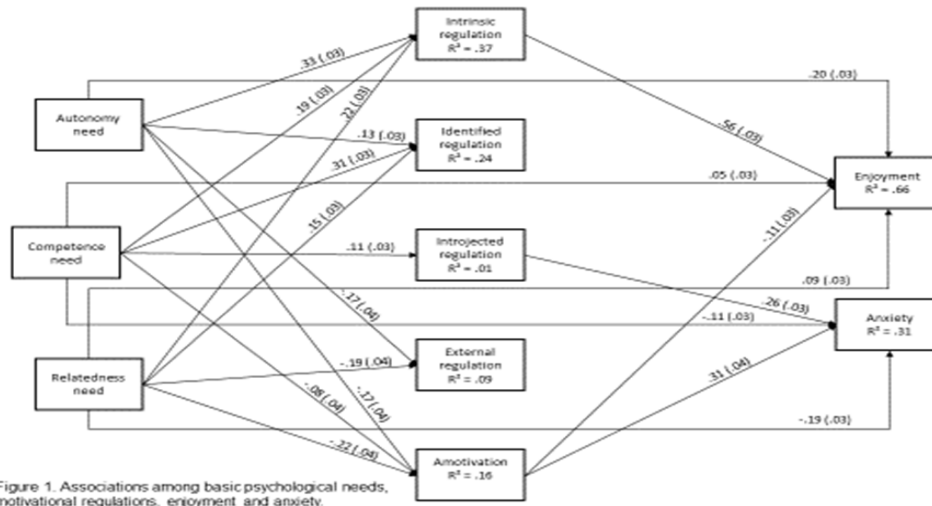 Intrinsic
regulation
R² = .37
.33 (.03)
.20 (.03)
.19 (.03)
.22 (.03)
Autonomy
need
.13 (.03)
Identified
regulation
R² = .24
.56 (.03)
.31 (.03)
.05 (.03)
Enjoyment
R² = .66
.15 (.03)
-.11 (.03)
Competence
need
.11 (.03)
Introjected
regulation
R² = .01
.09 (.03)
-.17 (.04)
.26 (.03)
-.11 (.03)
Anxiety
R² = .31
External
regulation
R² = .09
-.19 (.04)
Relatedness
need
.31 (.04)
-.08 (.04)
-.17 (.04)
-.19 (.03)
-.22 (.04)
Amotivation
R² = .16
Figure 1. Associations among basic psychological needs,
motivational regulations, enjoyment and anxiety.